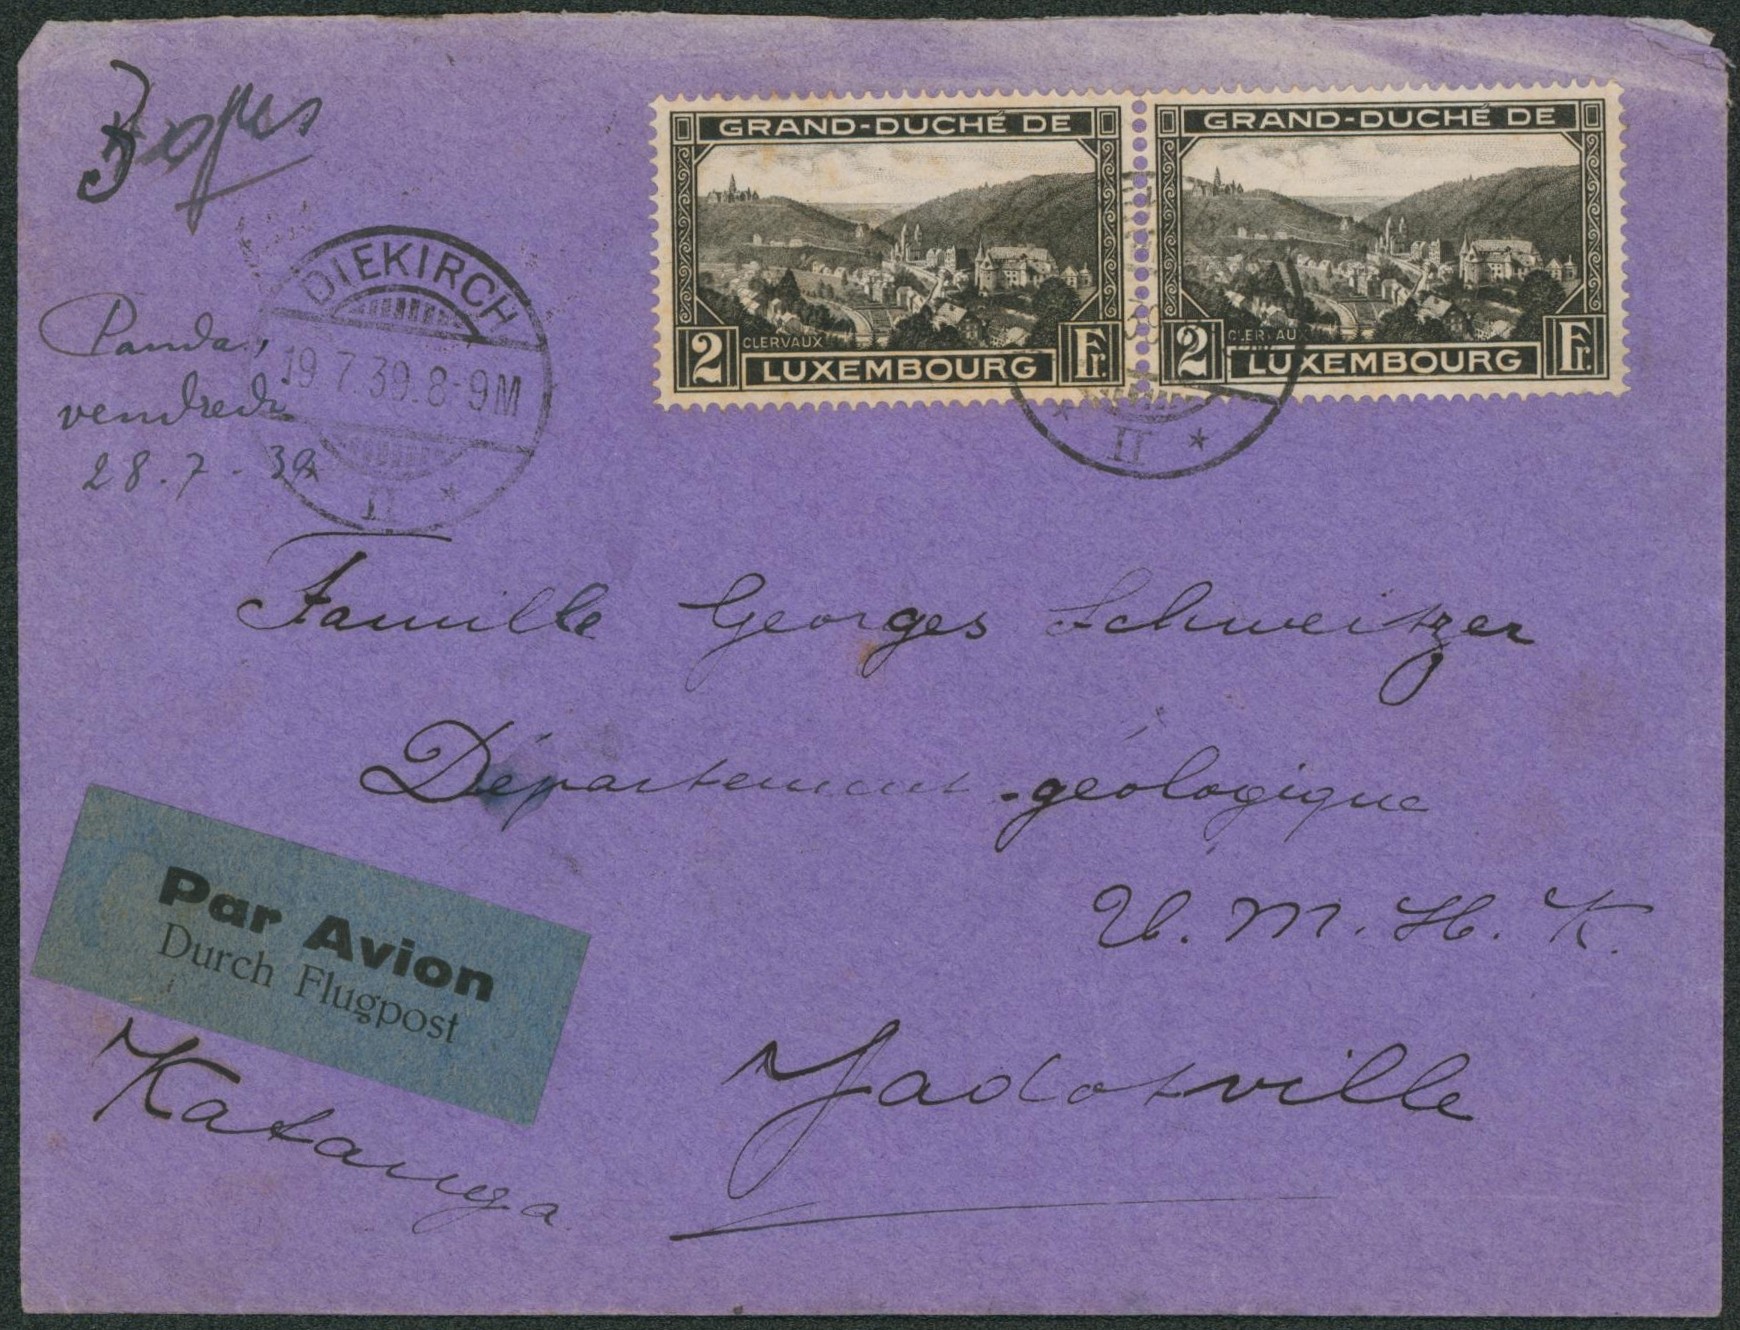 GRAND-DUCHÉ DE
CLERVAUX
2 LUXEMBOURG Fr.
GRAND-DUCHÉ DE
CLERVAUX
2 LUXEMBOURG Fr.
DIEKIRCH
19.7.39.8-9M
* II *
* II *
Panda,
vendredi
28.7-39
Famille Georges Schweitzer
Département géologique
U. M. H. K.
Jadotville
Katanga
Par Avion
Durch Flugpost